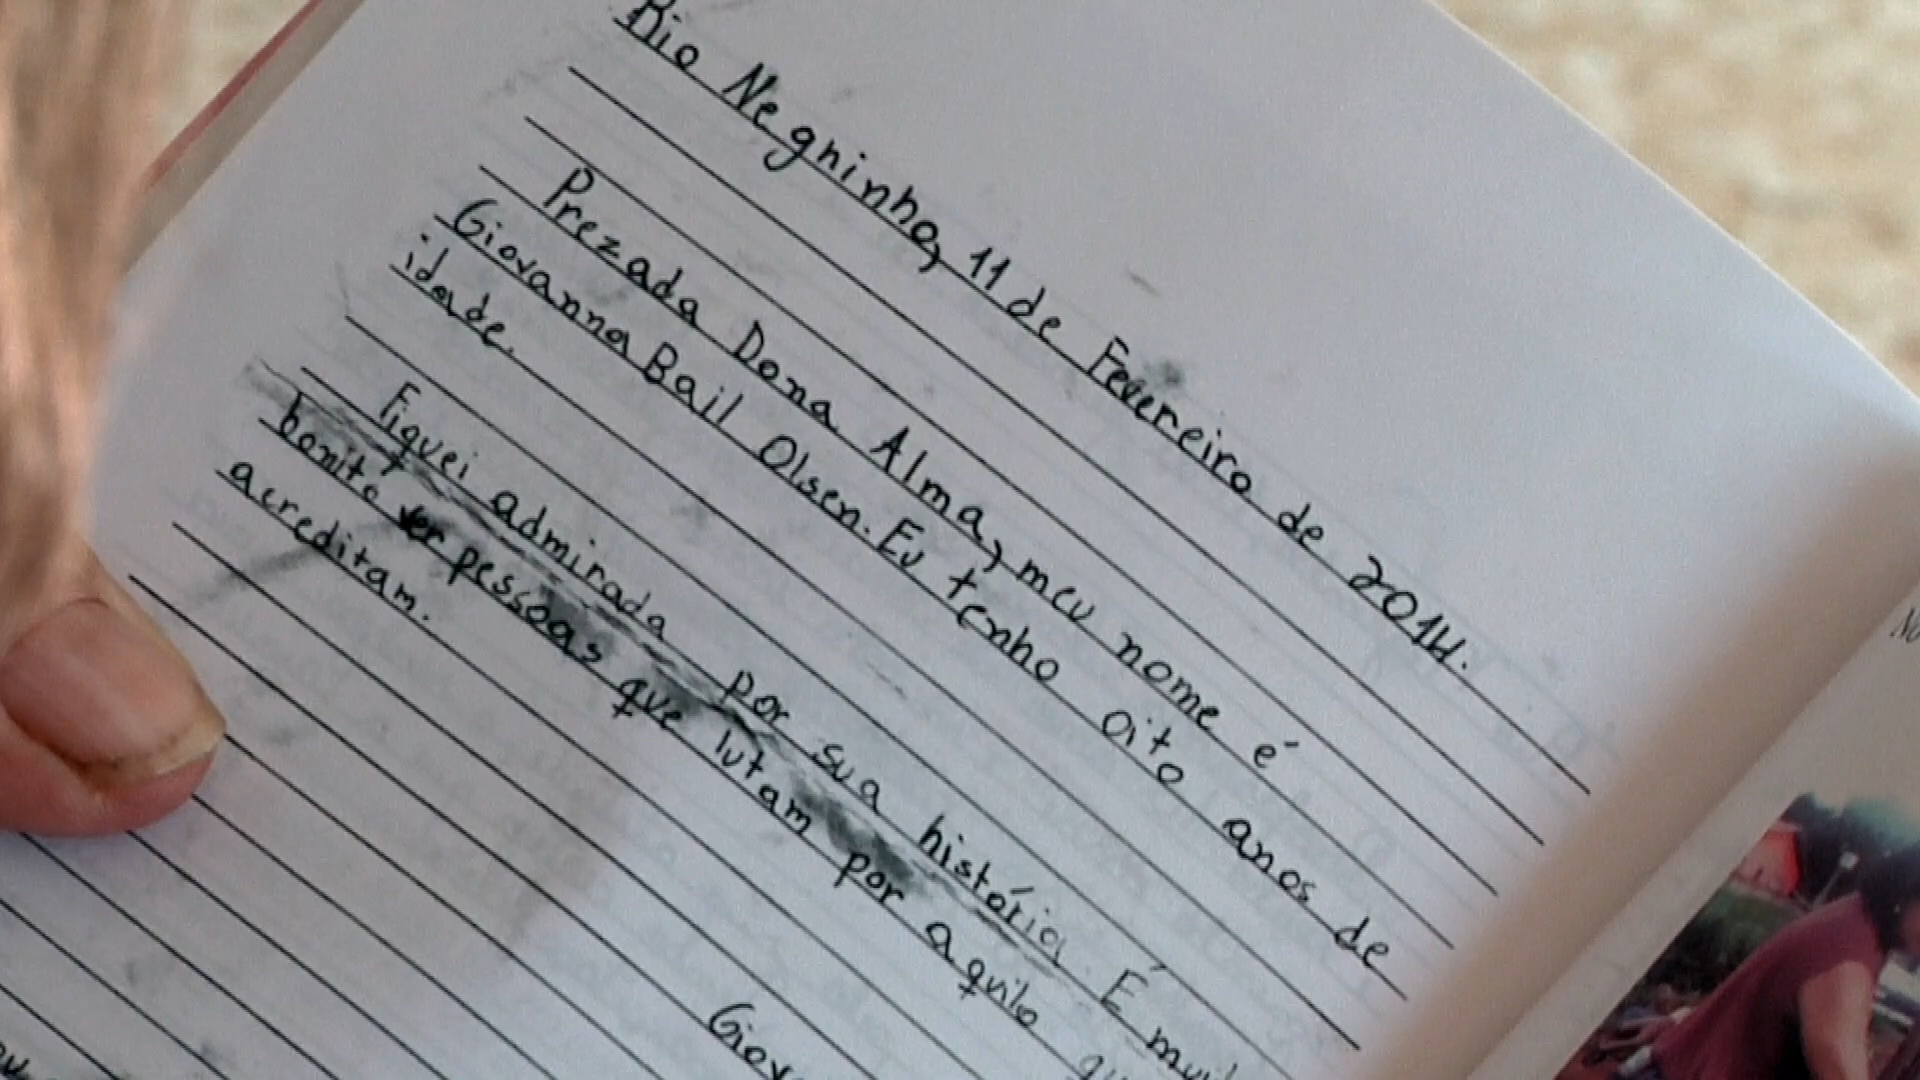 Rio Negrinho, 11 de Fevereiro de 2014.
Prezada Dona Alma, meu nome é
Giovanna Bail Olsen. Eu tenho oito anos de
idade.
Fiquei admirada por sua história. É
bonito ver pessoas que lutam por aquilo
acreditam.